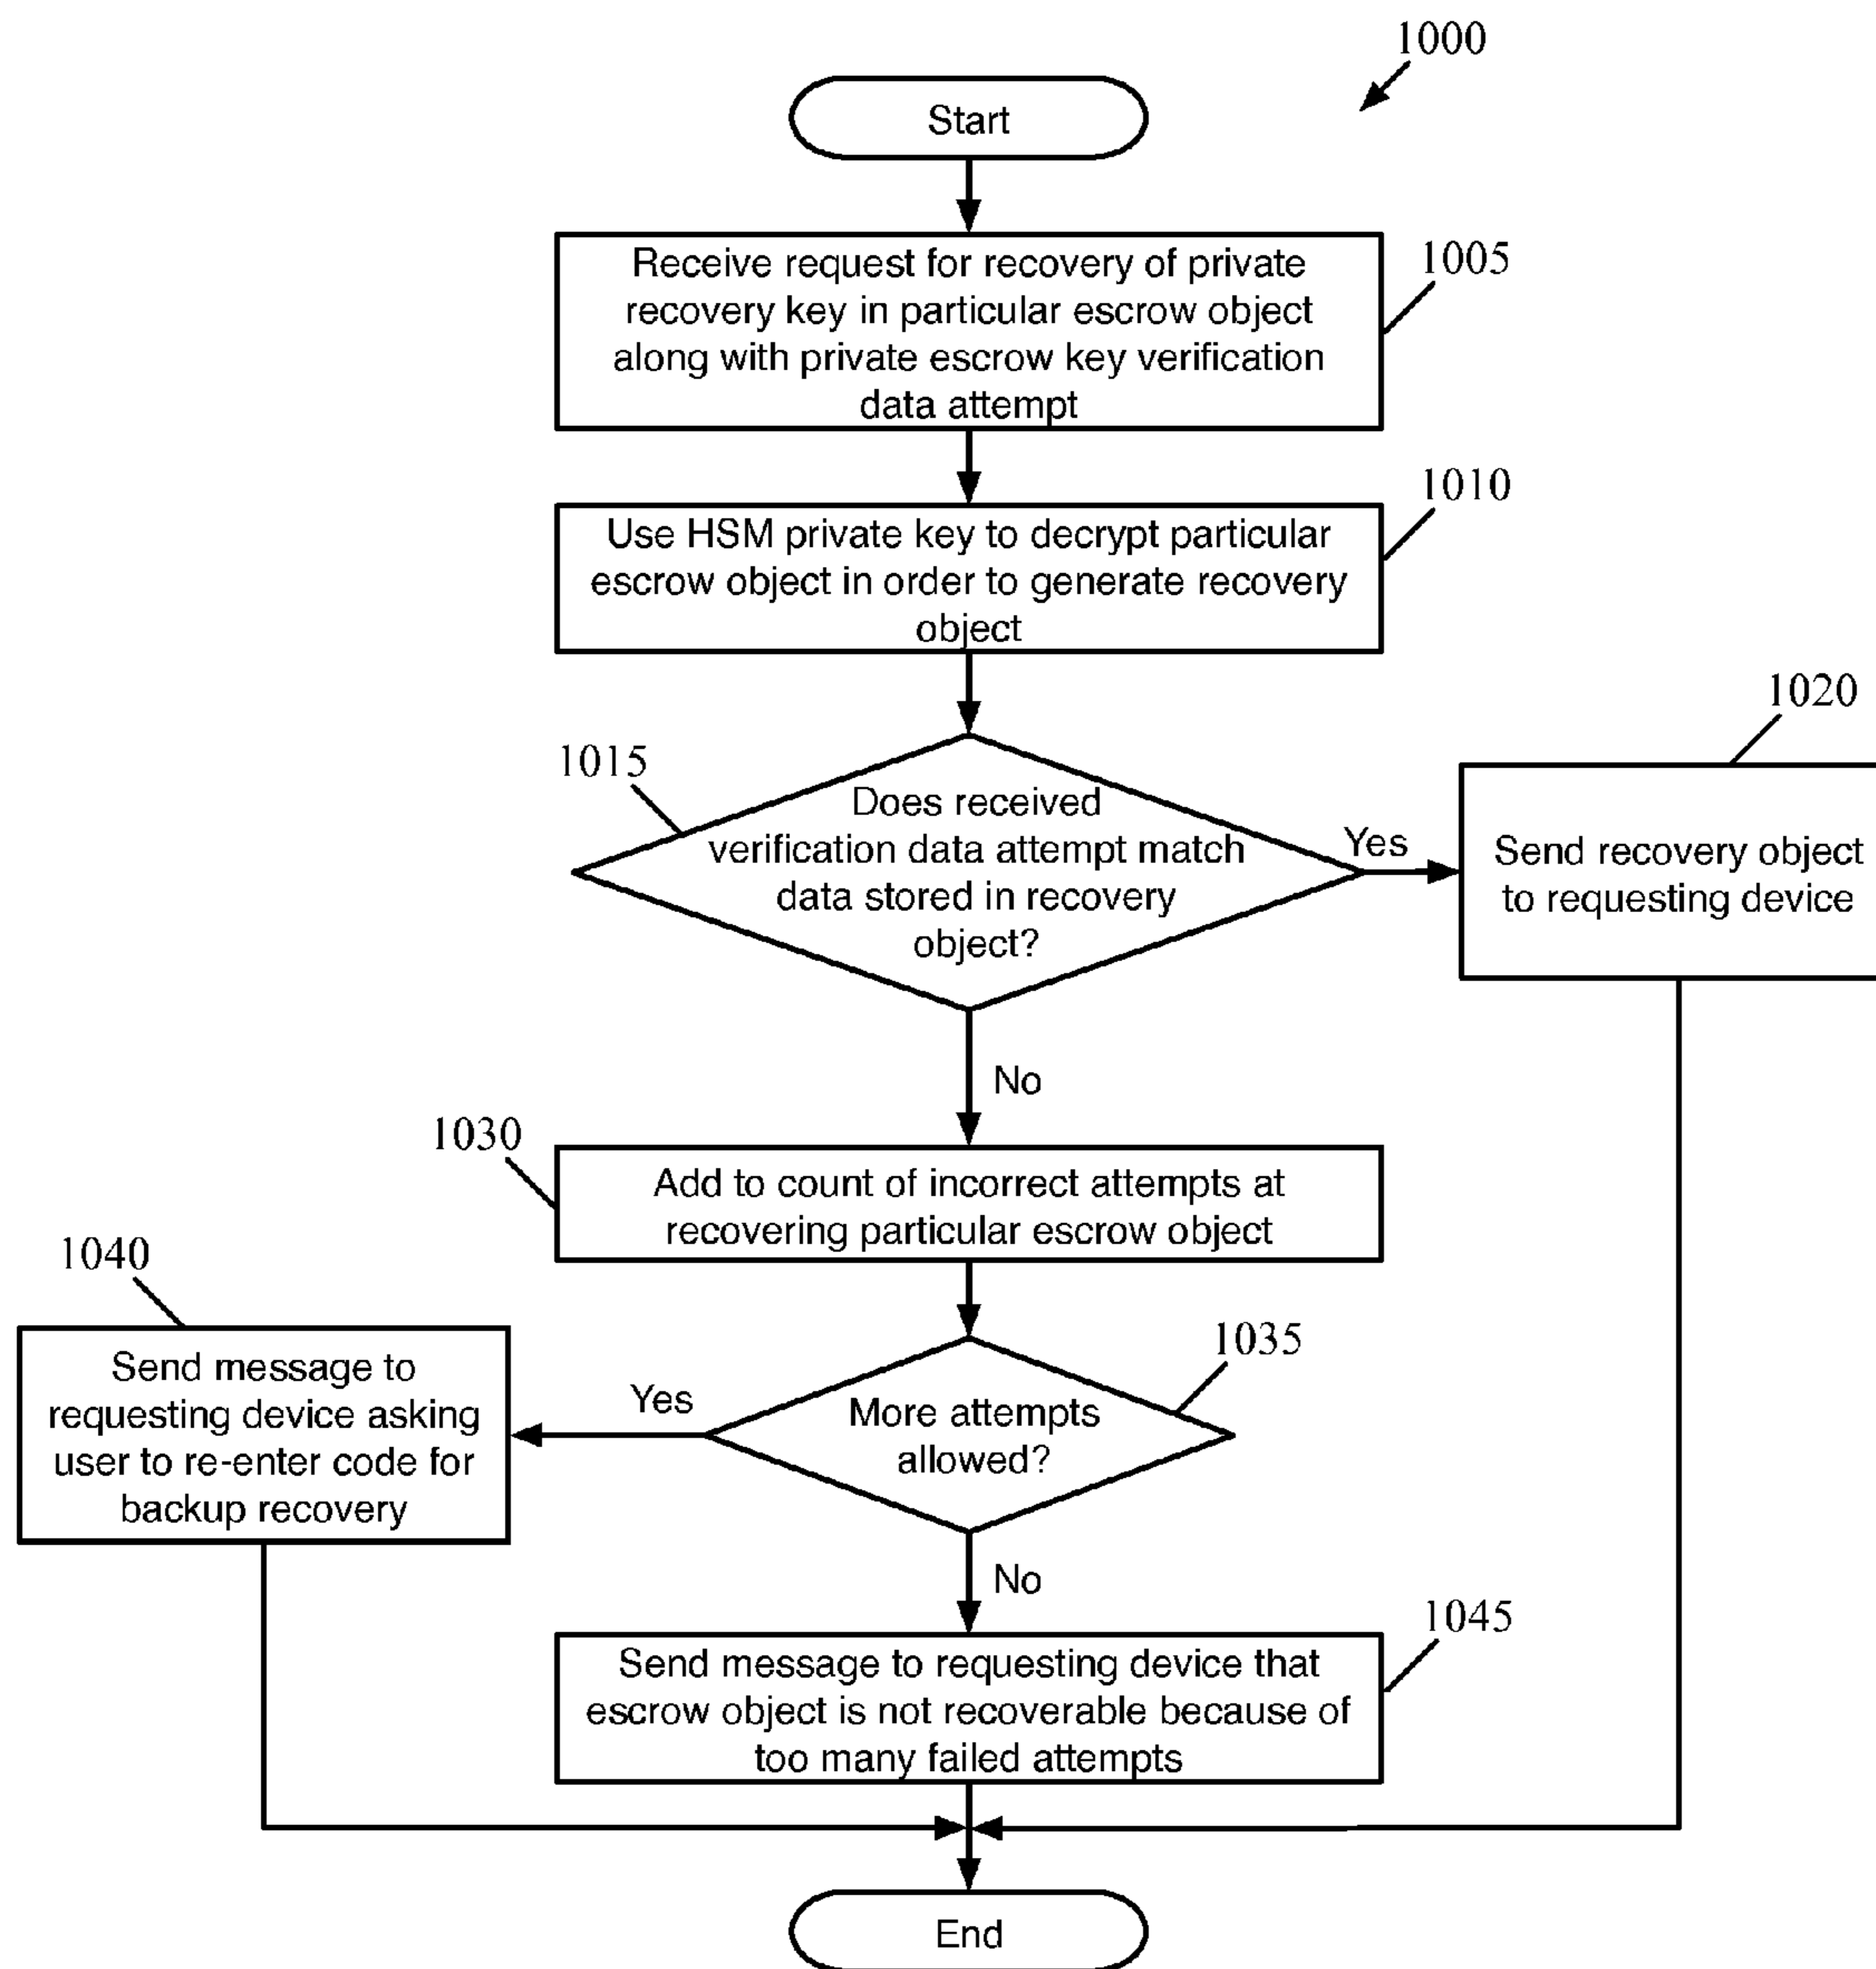 1000
Start
Receive request for recovery of private
recovery key in particular escrow object
along with private escrow key verification
data attempt
1005
Use HSM private key to decrypt particular
escrow object in order to generate recovery
object
1010
1015
Does received
verification data attempt match
data stored in recovery
object?
Yes
1020
Send recovery object
to requesting device
No
1030
Add to count of incorrect attempts at
recovering particular escrow object
1035
More attempts
allowed?
Yes
1040
Send message to
requesting device asking
user to re-enter code for
backup recovery
No
1045
Send message to requesting device that
escrow object is not recoverable because of
too many failed attempts
End